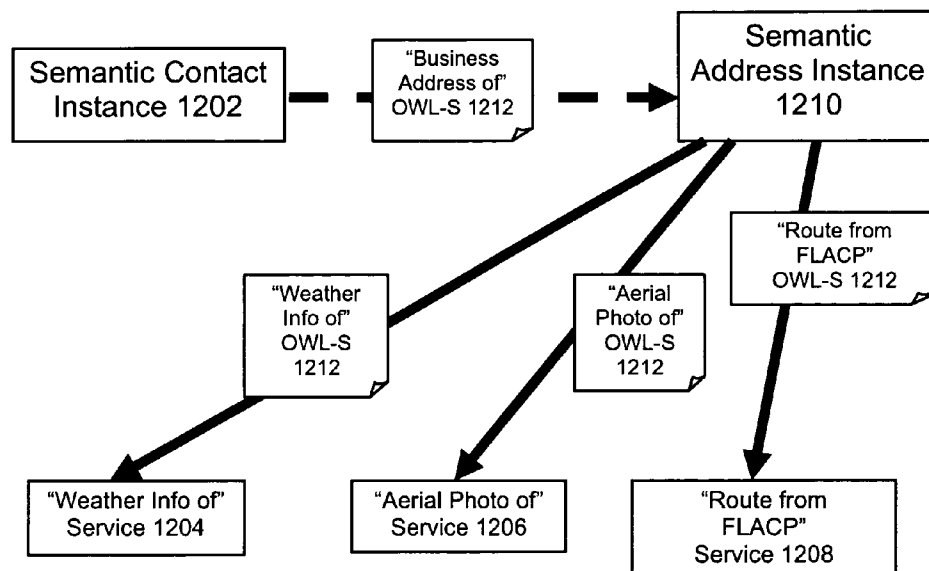 Semantic Contact
Instance 1202
“Business
Address of”
OWL-S 1212
Semantic
Address Instance
1210
“Weather
Info of”
OWL-S
1212
“Aerial
Photo of”
OWL-S
1212
“Route from
FLACP”
OWL-S 1212
“Weather Info of”
Service 1204
“Aerial Photo of”
Service 1206
“Route from
FLACP”
Service 1208